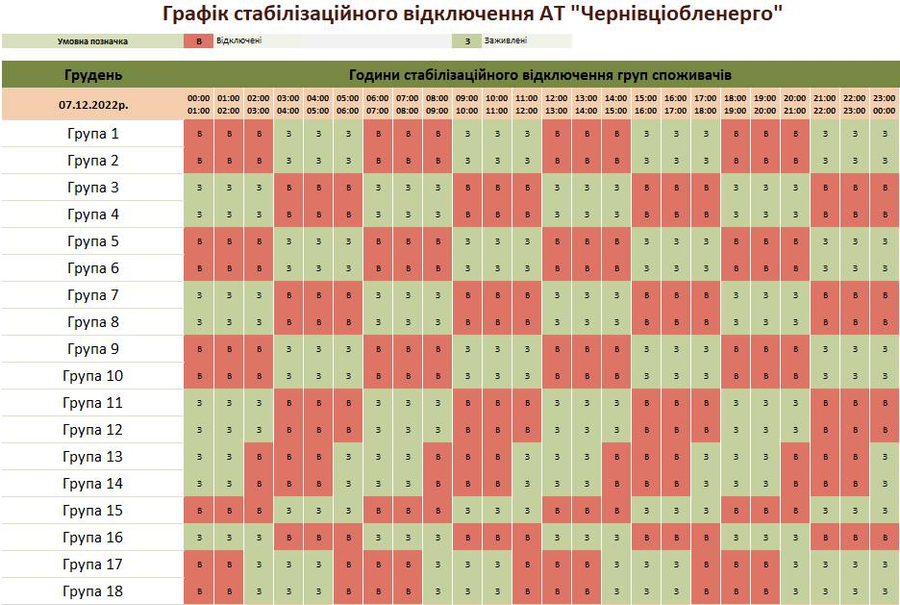 Графік стабілізаційного відключення АТ "Чернівціобленерго"
Умовна позначка В Відключені З Заживлені
Грудень Години стабілізаційного відключення груп споживачів
07.12.2022р. 00:00 01:00 02:00 03:00 04:00 05:00 06:00 07:00 08:00 09:00 10:00 11:00 12:00 13:00 14:00 15:00 16:00 17:00 18:00 19:00 20:00 21:00 22:00 23:00
01:00 02:00 03:00 04:00 05:00 06:00 07:00 08:00 09:00 10:00 11:00 12:00 13:00 14:00 15:00 16:00 17:00 18:00 19:00 20:00 21:00 22:00 23:00 00:00
Група 1 В В В З З З В В В З З З В В В З З З В В В З З З
Група 2 В В В З З З В В В З З З В В В З З З В В В З З З
Група 3 З З З В В В З З З В В В З З З В В В З З З В В В
Група 4 З З З В В В З З З В В В З З З В В В З З З В В В
Група 5 В В В З З З В В В З З З В В В З З З В В В З З З
Група 6 В В В З З З В В В З З З В В В З З З В В В З З З
Група 7 З З З В В В З З З В В В З З З В В В З З З В В В
Група 8 З З З В В В З З З В В В З З З В В В З З З В В В
Група 9 В В В З З З В В В З З З В В В З З З В В В З З З
Група 10 В В В З З З В В В З З З В В В З З З В В В З З З
Група 11 З З З В В В З З З В В В З З З В В В З З З В В В
Група 12 З З З В В В З З З В В В З З З В В В З З З В В В
Група 13 З З В В В З З З В В В З З З В В В З З З В В В З
Група 14 З З В В В З З З В В В З З З В В В З З З В В В З
Група 15 В В В З З З В В В З З З В В В З З З В В В З З З
Група 16 З З З В В В З З З В В В З З З В В В З З З В В В
Група 17 В В З З З В В В З З З В В В З З З В В В З З З В
Група 18 В В З З З В В В З З З В В В З З З В В В З З З В